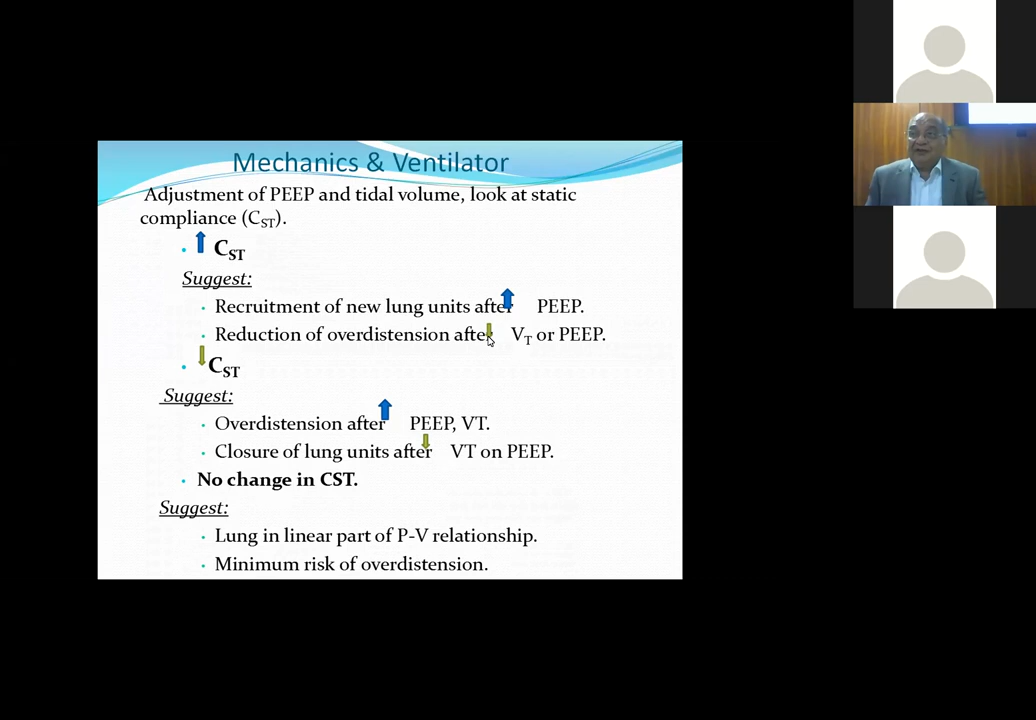 Mechanics & Ventilator
Adjustment of PEEP and tidal volume, look at static
compliance (CST).
• CST
Suggest:
• Recruitment of new lung units after PEEP.
• Reduction of overdistension after VT or PEEP.
• CST
Suggest:
• Overdistension after PEEP, VT.
• Closure of lung units after VT on PEEP.
• No change in CST.
Suggest:
• Lung in linear part of P-V relationship.
• Minimum risk of overdistension.